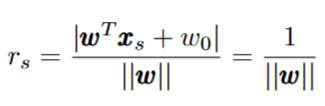 r_s = |w^T x_s + w_0| / ||w|| = 1 / ||w||